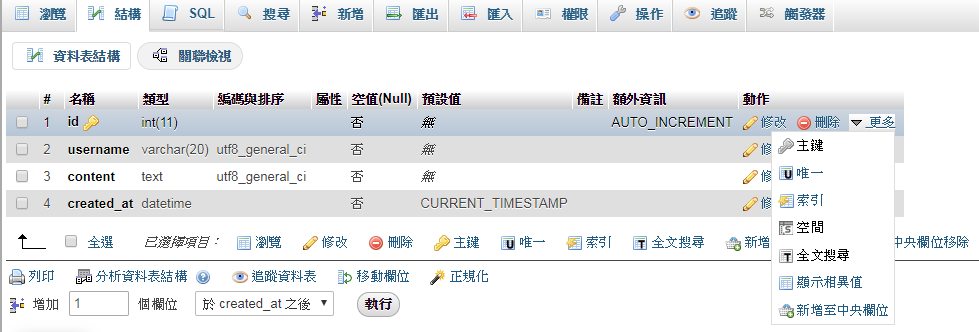 瀏覽 結構 SQL 搜尋 新增 匯出 匯入 權限 操作 追蹤 觸發器
資料表結構 關聯檢視
# 名稱 類型 編碼與排序 屬性 空值(Null) 預設值 備註 額外資訊 動作
1 id int(11) 否 無 AUTO_INCREMENT 修改 刪除 更多
2 username varchar(20) utf8_general_ci 否 無
3 content text utf8_general_ci 否 無
4 created_at datetime 否 CURRENT_TIMESTAMP
主鍵
唯一
索引
空間
全文搜尋
顯示相異值
新增至中央欄位
全選 已選擇項目: 瀏覽 修改 刪除 主鍵 唯一 索引 全文搜尋 新增 中央欄位移除
列印 分析資料表結構 追蹤資料表 移動欄位 正規化
增加 1 個欄位 於 created_at 之後 執行